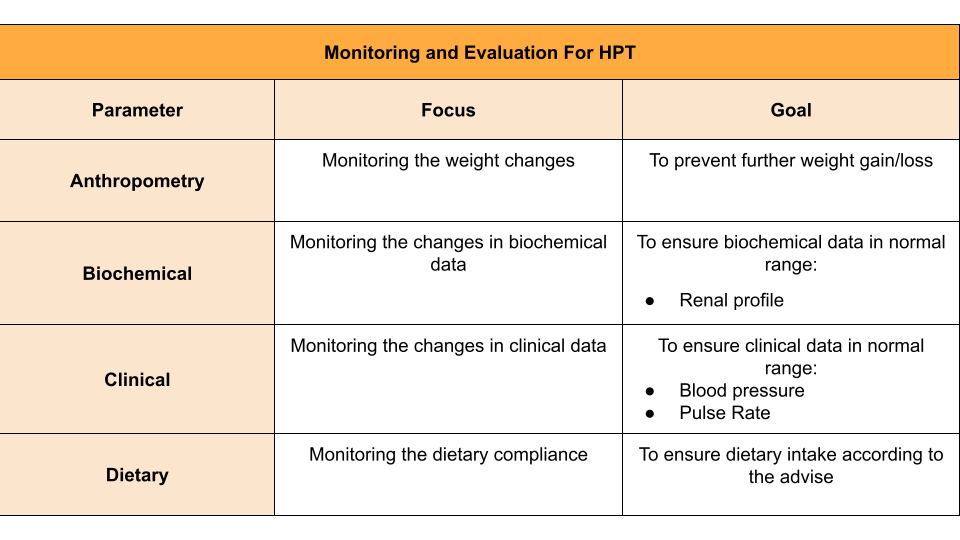 Monitoring and Evaluation For HPT
Parameter
Focus
Goal
Anthropometry
Monitoring the weight changes
To prevent further weight gain/loss
Biochemical
Monitoring the changes in biochemical
data
To ensure biochemical data in normal
range:
● Renal profile
Clinical
Monitoring the changes in clinical data
To ensure clinical data in normal
range:
● Blood pressure
● Pulse Rate
Dietary
Monitoring the dietary compliance
To ensure dietary intake according to
the advise